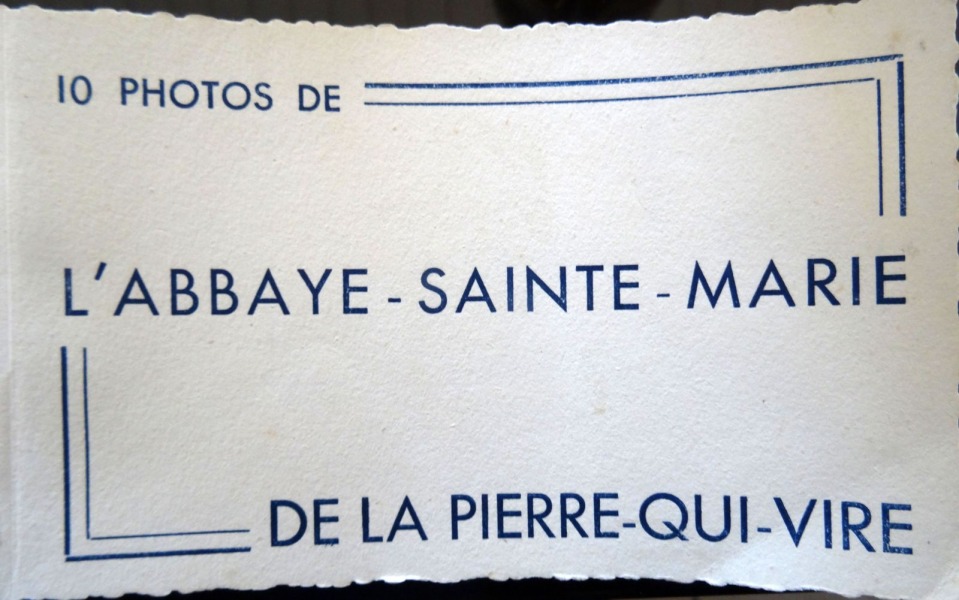 10 PHOTOS DE
L'ABBAYE - SAINTE - MARIE
DE LA PIERRE-QUI-VIRE